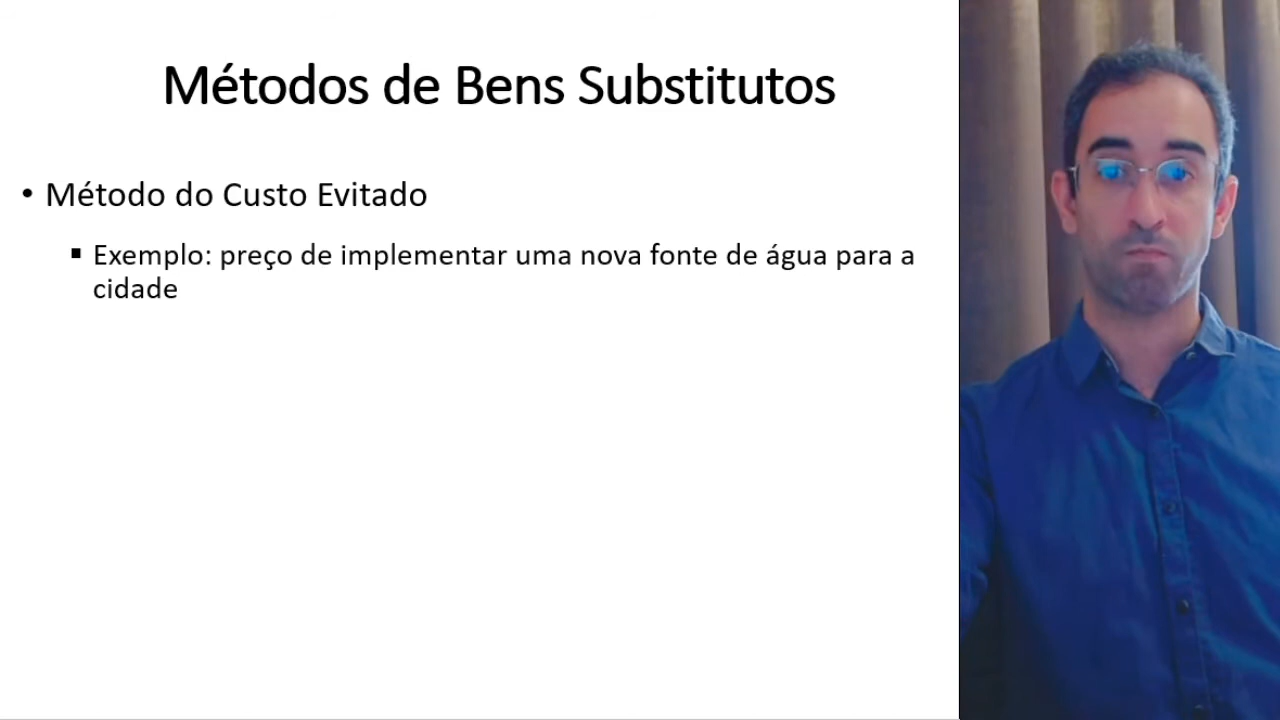 Métodos de Bens Substitutos
• Método do Custo Evitado
▪ Exemplo: preço de implementar uma nova fonte de água para a
cidade